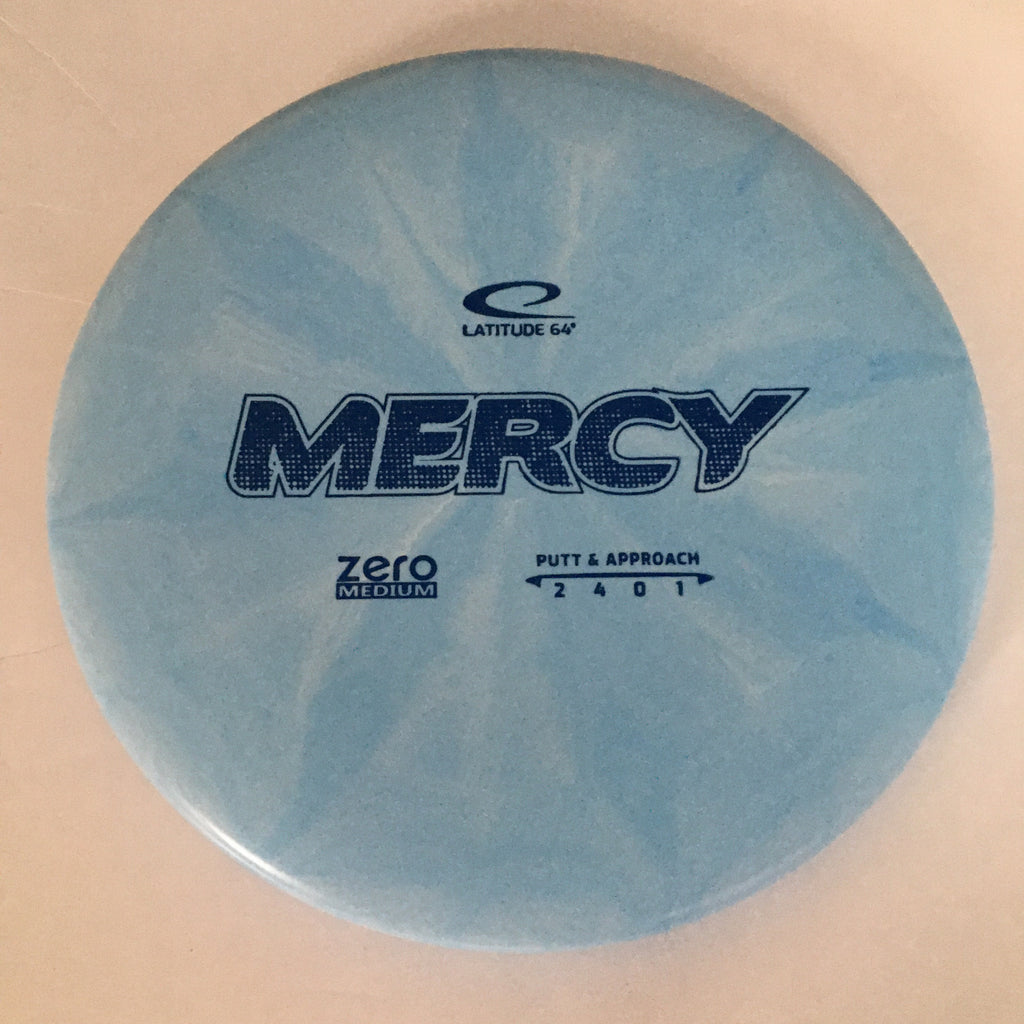 LATITUDE 64°
MERCY
zero
MEDIUM
PUTT & APPROACH
2 4 0 1